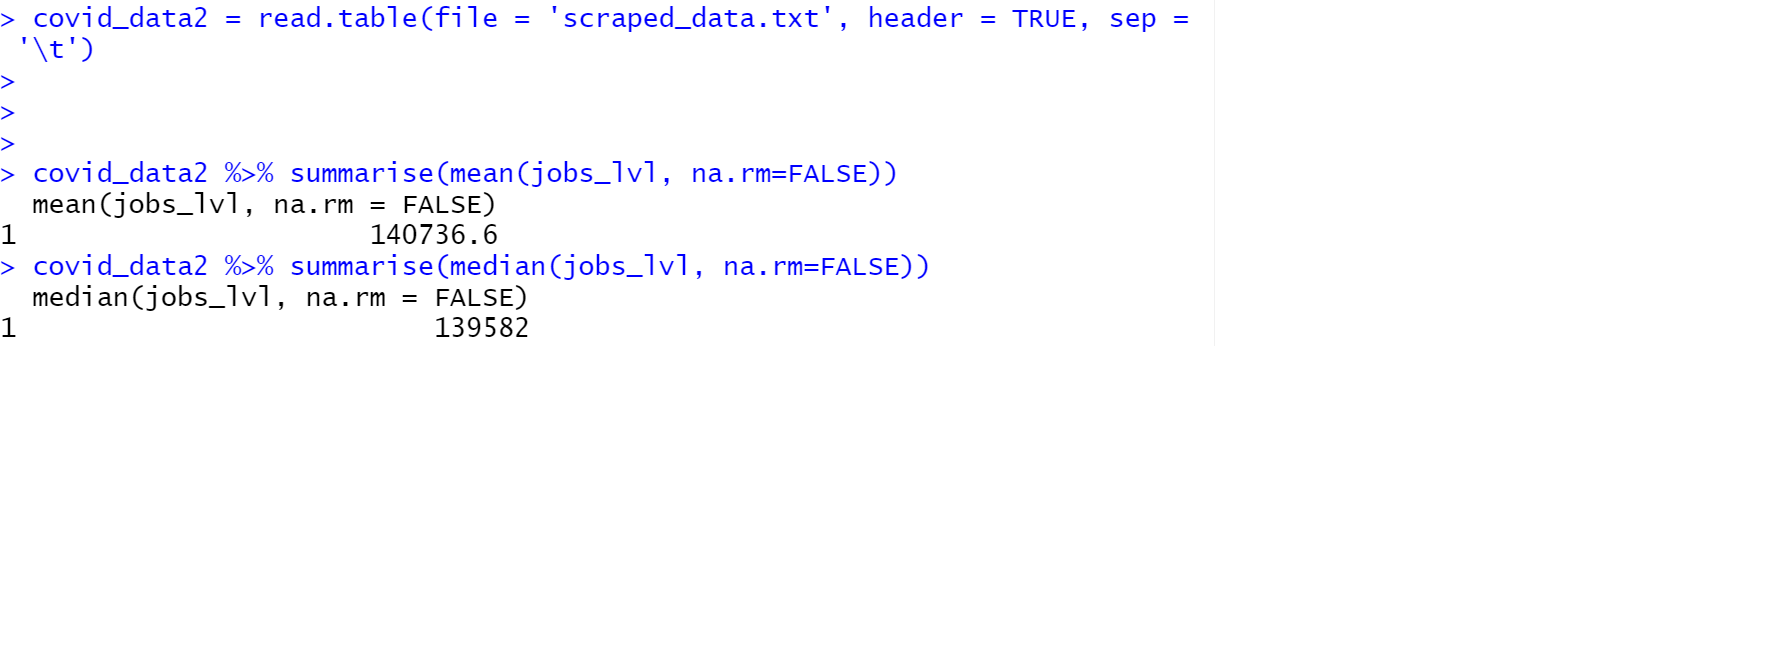 > covid_data2 = read.table(file = 'scraped_data.txt', header = TRUE, sep =
 '\t')
>
>
>
> covid_data2 %>% summarise(mean(jobs_lvl, na.rm=FALSE))
  mean(jobs_lvl, na.rm = FALSE)
1                      140736.6
> covid_data2 %>% summarise(median(jobs_lvl, na.rm=FALSE))
  median(jobs_lvl, na.rm = FALSE)
1                          139582